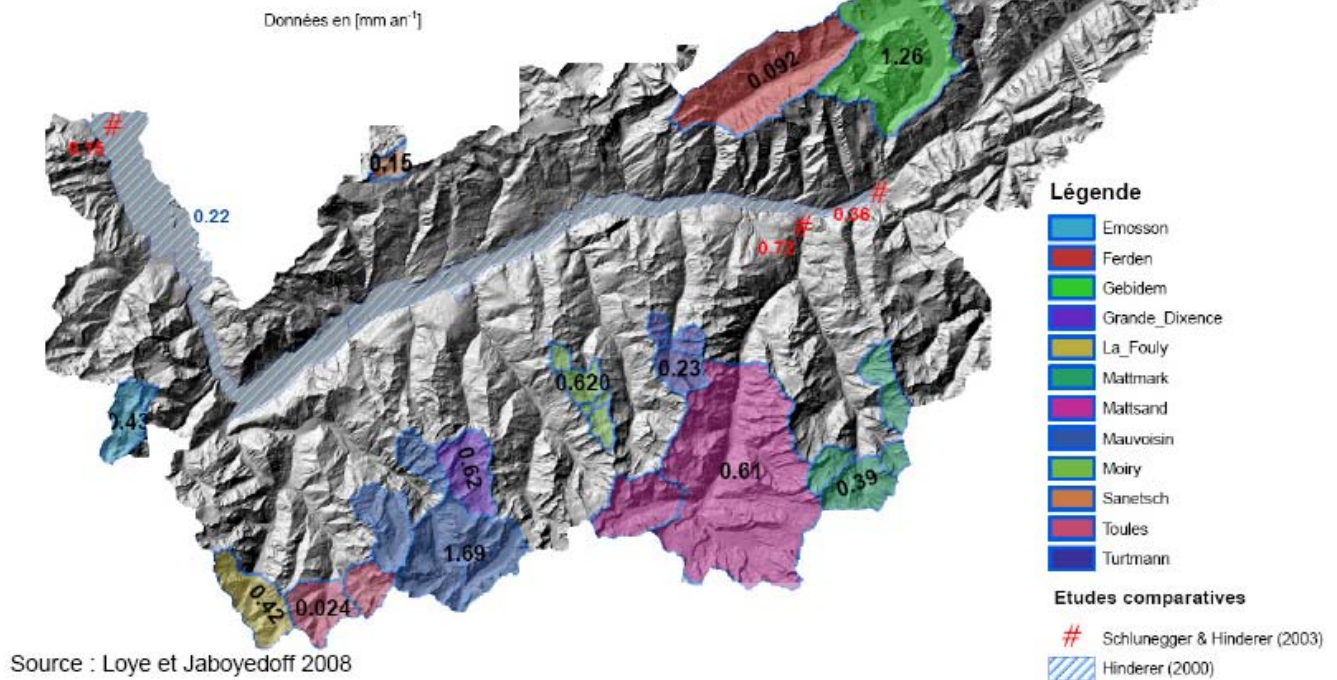 Données en [mm an⁻¹]
1.26
0.092
#
0.75
0.15
0.22
#
0.36
#
0.72
Légende
Emosson
Ferden
Gebidem
Grande_Dixence
La_Fouly
Mattmark
Mattsand
Mauvoisin
Moiry
Sanetsch
Toules
Turtmann
0.23
0.620
0.43
0.62
0.61
0.39
1.69
0.42
0.024
Etudes comparatives
# Schlunegger & Hinderer (2003)
Hinderer (2000)
Source : Loye et Jaboyedoff 2008